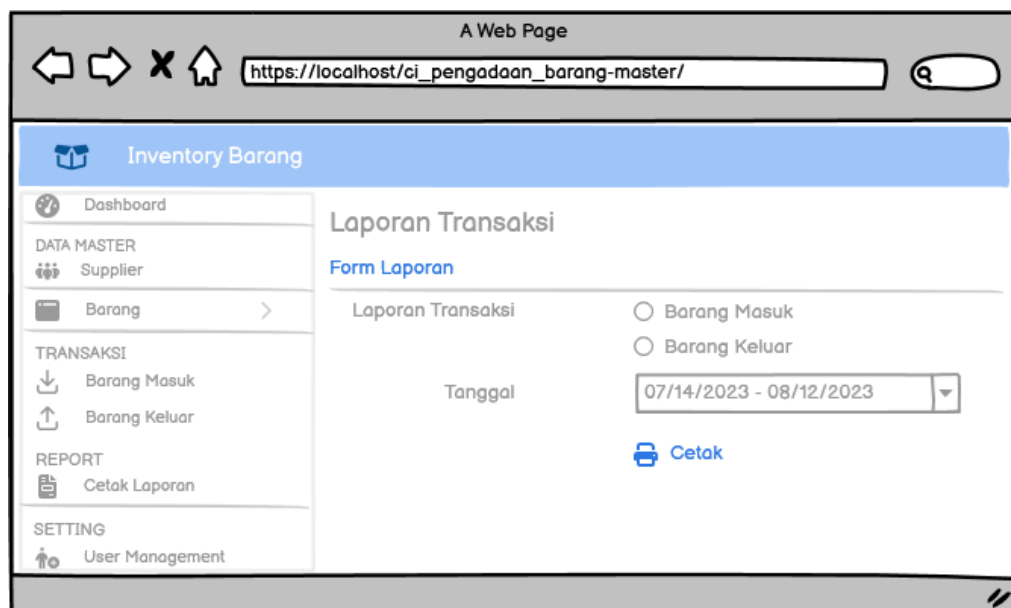 A Web Page
https://localhost/ci_pengadaan_barang-master/
Inventory Barang
Dashboard
DATA MASTER
Supplier
Barang
TRANSAKSI
Barang Masuk
Barang Keluar
REPORT
Cetak Laporan
SETTING
User Management
Laporan Transaksi
Form Laporan
Laporan Transaksi
Barang Masuk
Barang Keluar
Tanggal
07/14/2023 - 08/12/2023
Cetak